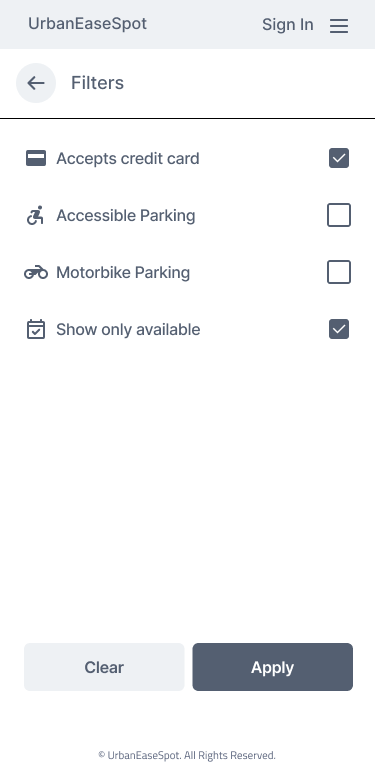 UrbanEaseSpot
Sign In
Filters
Accepts credit card
Accessible Parking
Motorbike Parking
Show only available
Clear
Apply
© UrbanEaseSpot. All Rights Reserved.